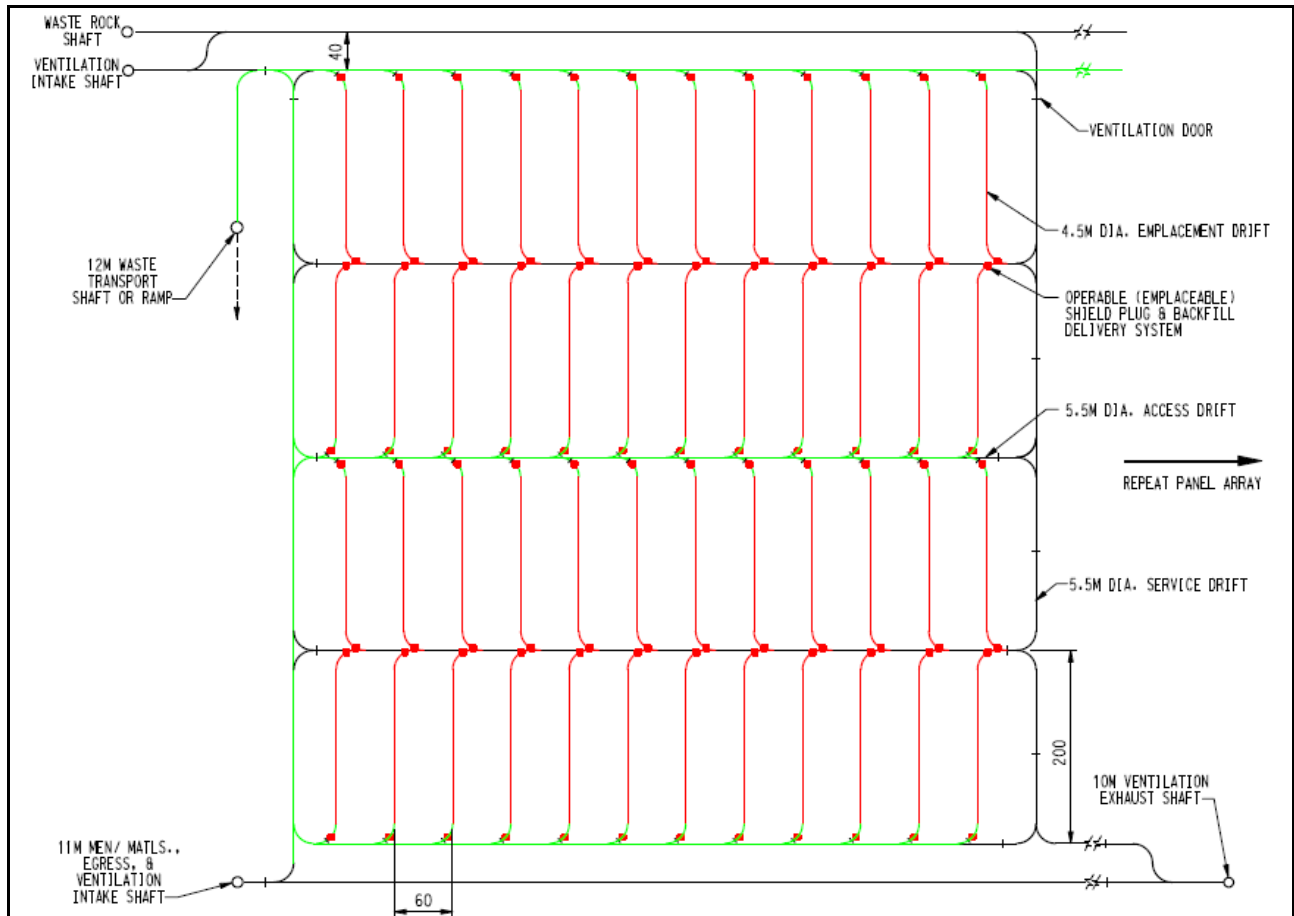 WASTE ROCK
SHAFT
VENTILATION
INTAKE SHAFT
40
VENTILATION DOOR
4.5M DIA. EMPLACEMENT DRIFT
12M WASTE
TRANSPORT
SHAFT OR RAMP
OPERABLE (EMPLACEABLE)
SHIELD PLUG & BACKFILL
DELIVERY SYSTEM
5.5M DIA. ACCESS DRIFT
REPEAT PANEL ARRAY
5.5M DIA. SERVICE DRIFT
200
10M VENTILATION
EXHAUST SHAFT
11M MEN/ MATLS.,
EGRESS, &
VENTILATION
INTAKE SHAFT
60